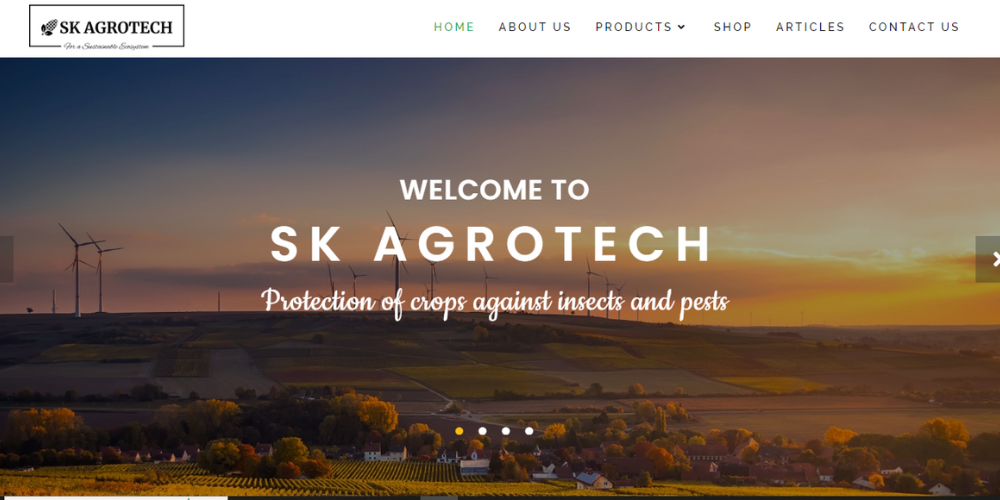 SK AGROTECH
For a Sustainable Ecosystem
HOME ABOUT US PRODUCTS SHOP ARTICLES CONTACT US
WELCOME TO
SK AGROTECH
Protection of crops against insects and pests